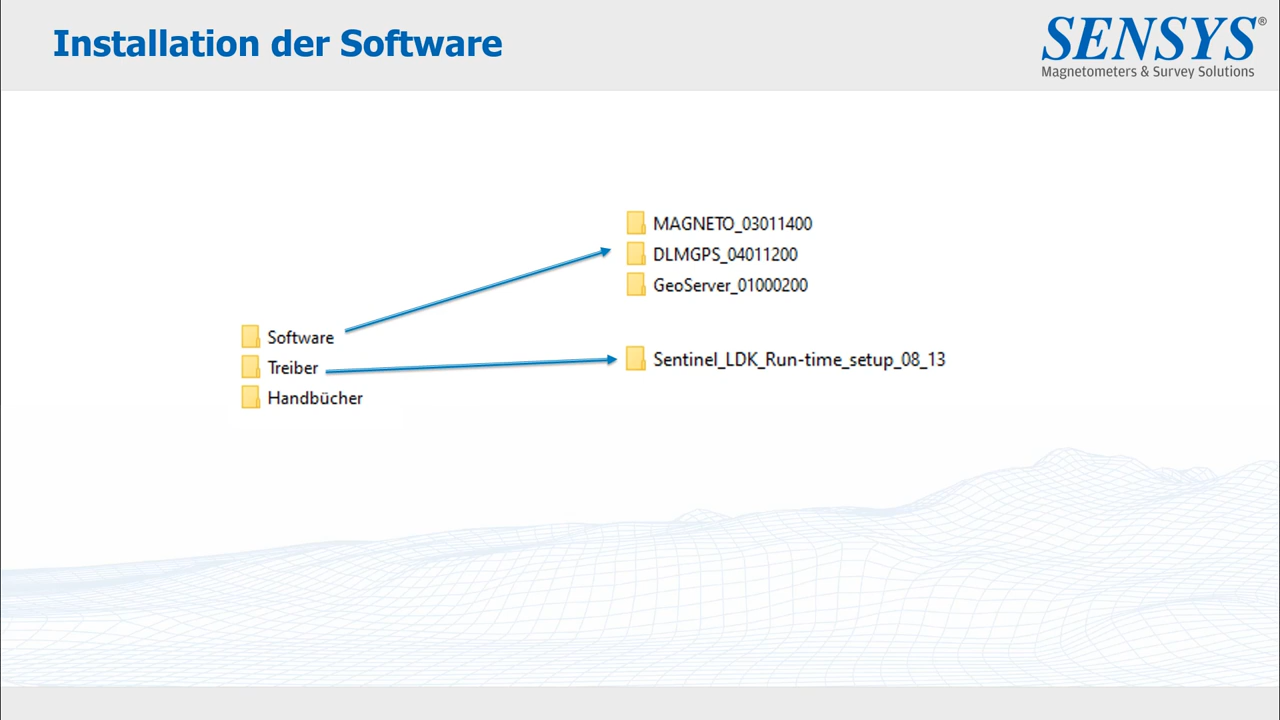 Installation der Software
SENSYS®
Magnetometers & Survey Solutions
MAGNETO_03011400
DLMGPS_04011200
GeoServer_01000200
Software
Treiber
Handbücher
Sentinel_LDK_Run-time_setup_08_13